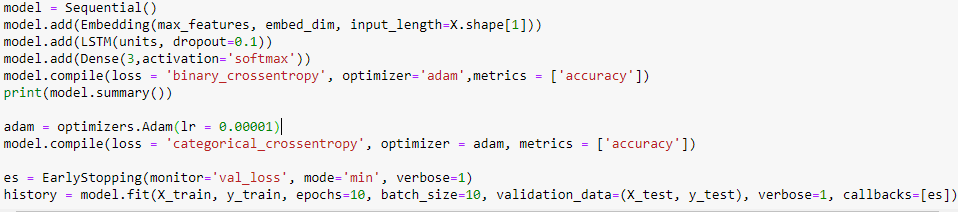 model = Sequential()
model.add(Embedding(max_features, embed_dim, input_length=X.shape[1]))
model.add(LSTM(units, dropout=0.1))
model.add(Dense(3,activation='softmax'))
model.compile(loss = 'binary_crossentropy', optimizer='adam',metrics = ['accuracy'])
print(model.summary())
adam = optimizers.Adam(lr = 0.00001)
model.compile(loss = 'categorical_crossentropy', optimizer = adam, metrics = ['accuracy'])
es = EarlyStopping(monitor='val_loss', mode='min', verbose=1)
history = model.fit(X_train, y_train, epochs=10, batch_size=10, validation_data=(X_test, y_test), verbose=1, callbacks=[es])